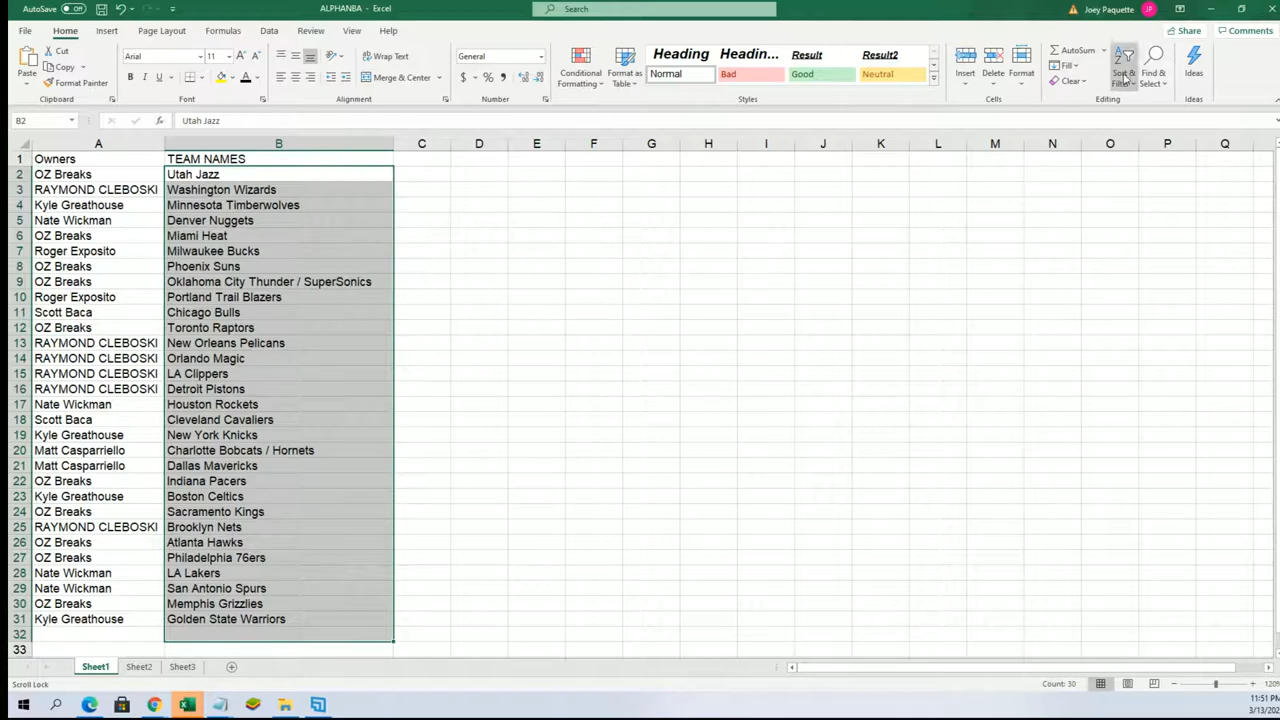 AutoSave Off ALPHANBA - Excel Search Joey Paquette JP
File Home Insert Page Layout Formulas Data Review Help Share Comments
Paste Cut Copy Format Painter Clipboard
Arial 11 A A B I U A Font
Wrap Text Merge & Center Alignment
General $ % Number
Conditional Formatting Format as Table
Heading Headin... Result Result2
Normal Bad Good Neutral
Styles
Insert Delete Format Cells
AutoSum Fill Clear Sort & Filter Find & Select Editing
Ideas Ideas
B2 fx Utah Jazz
A B C D E F G H I J K L M N O P Q
1 Owners TEAM NAMES
2 OZ Breaks Utah Jazz
3 RAYMOND CLEBOSKI Washington Wizards
4 Kyle Greathouse Minnesota Timberwolves
5 Nate Wickman Denver Nuggets
6 OZ Breaks Miami Heat
7 Roger Exposito Milwaukee Bucks
8 OZ Breaks Phoenix Suns
9 OZ Breaks Oklahoma City Thunder / SuperSonics
10 Roger Exposito Portland Trail Blazers
11 Scott Baca Chicago Bulls
12 OZ Breaks Toronto Raptors
13 RAYMOND CLEBOSKI New Orleans Pelicans
14 RAYMOND CLEBOSKI Orlando Magic
15 RAYMOND CLEBOSKI LA Clippers
16 RAYMOND CLEBOSKI Detroit Pistons
17 Nate Wickman Houston Rockets
18 Scott Baca Cleveland Cavaliers
19 Kyle Greathouse New York Knicks
20 Matt Casparriello Charlotte Bobcats / Hornets
21 Matt Casparriello Dallas Mavericks
22 OZ Breaks Indiana Pacers
23 Kyle Greathouse Boston Celtics
24 OZ Breaks Sacramento Kings
25 RAYMOND CLEBOSKI Brooklyn Nets
26 OZ Breaks Atlanta Hawks
27 OZ Breaks Philadelphia 76ers
28 Nate Wickman LA Lakers
29 Nate Wickman San Antonio Spurs
30 OZ Breaks Memphis Grizzlies
31 Kyle Greathouse Golden State Warriors
32
33
Sheet1 Sheet2 Sheet3
Scroll Lock Count: 30 120%
11:51 PM
3/13/202